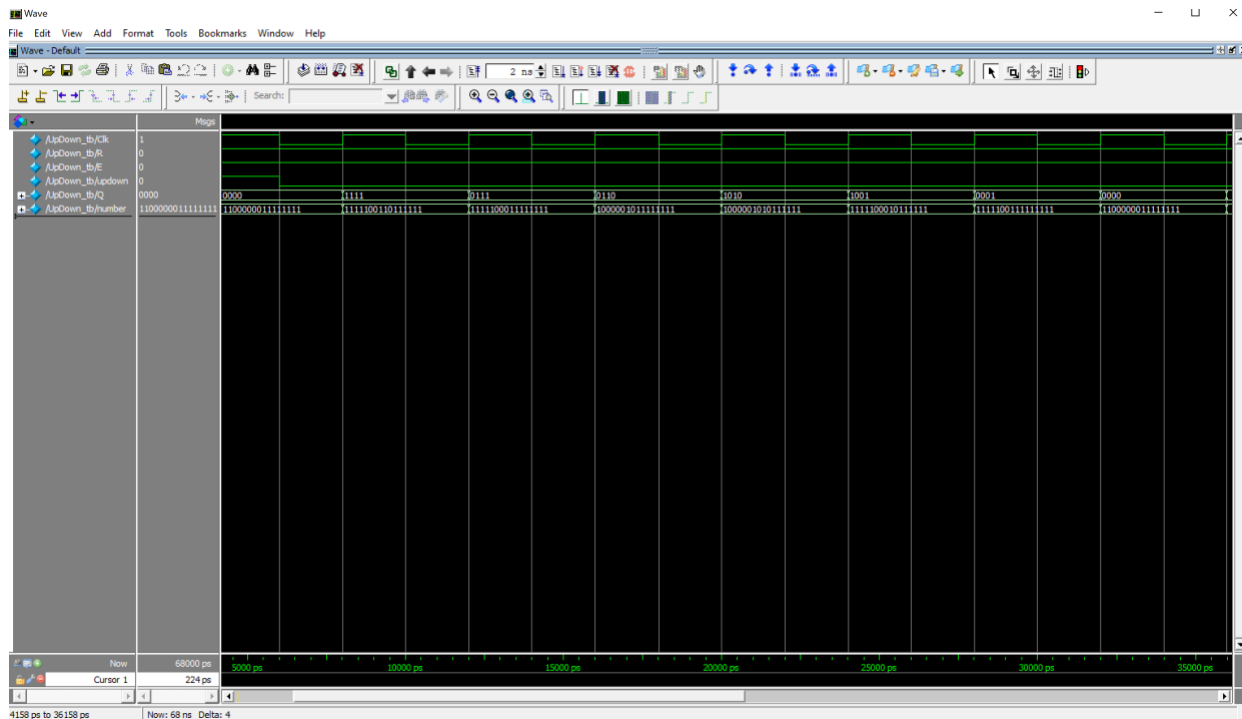 Wave
File Edit View Add Format Tools Bookmarks Window Help
Wave - Default
2 ns
Search:
Msgs
/UpDown_tb/Clk 1
/UpDown_tb/R 0
/UpDown_tb/E 0
/UpDown_tb/updown 0
/UpDown_tb/Q 0000 0000 1111 0111 0110 1010 1001 0001 0000
/UpDown_tb/number 1100000011111111 1100000011111111 1111100110111111 1111100011111111 1000001011111111 1000001010111111 1111100010111111 1111100111111111 1100000011111111
Now 68000 ps 5000 ps 10000 ps 15000 ps 20000 ps 25000 ps 30000 ps 35000 ps
Cursor 1 224 ps
4158 ps to 36158 ps Now: 68 ns Delta: 4